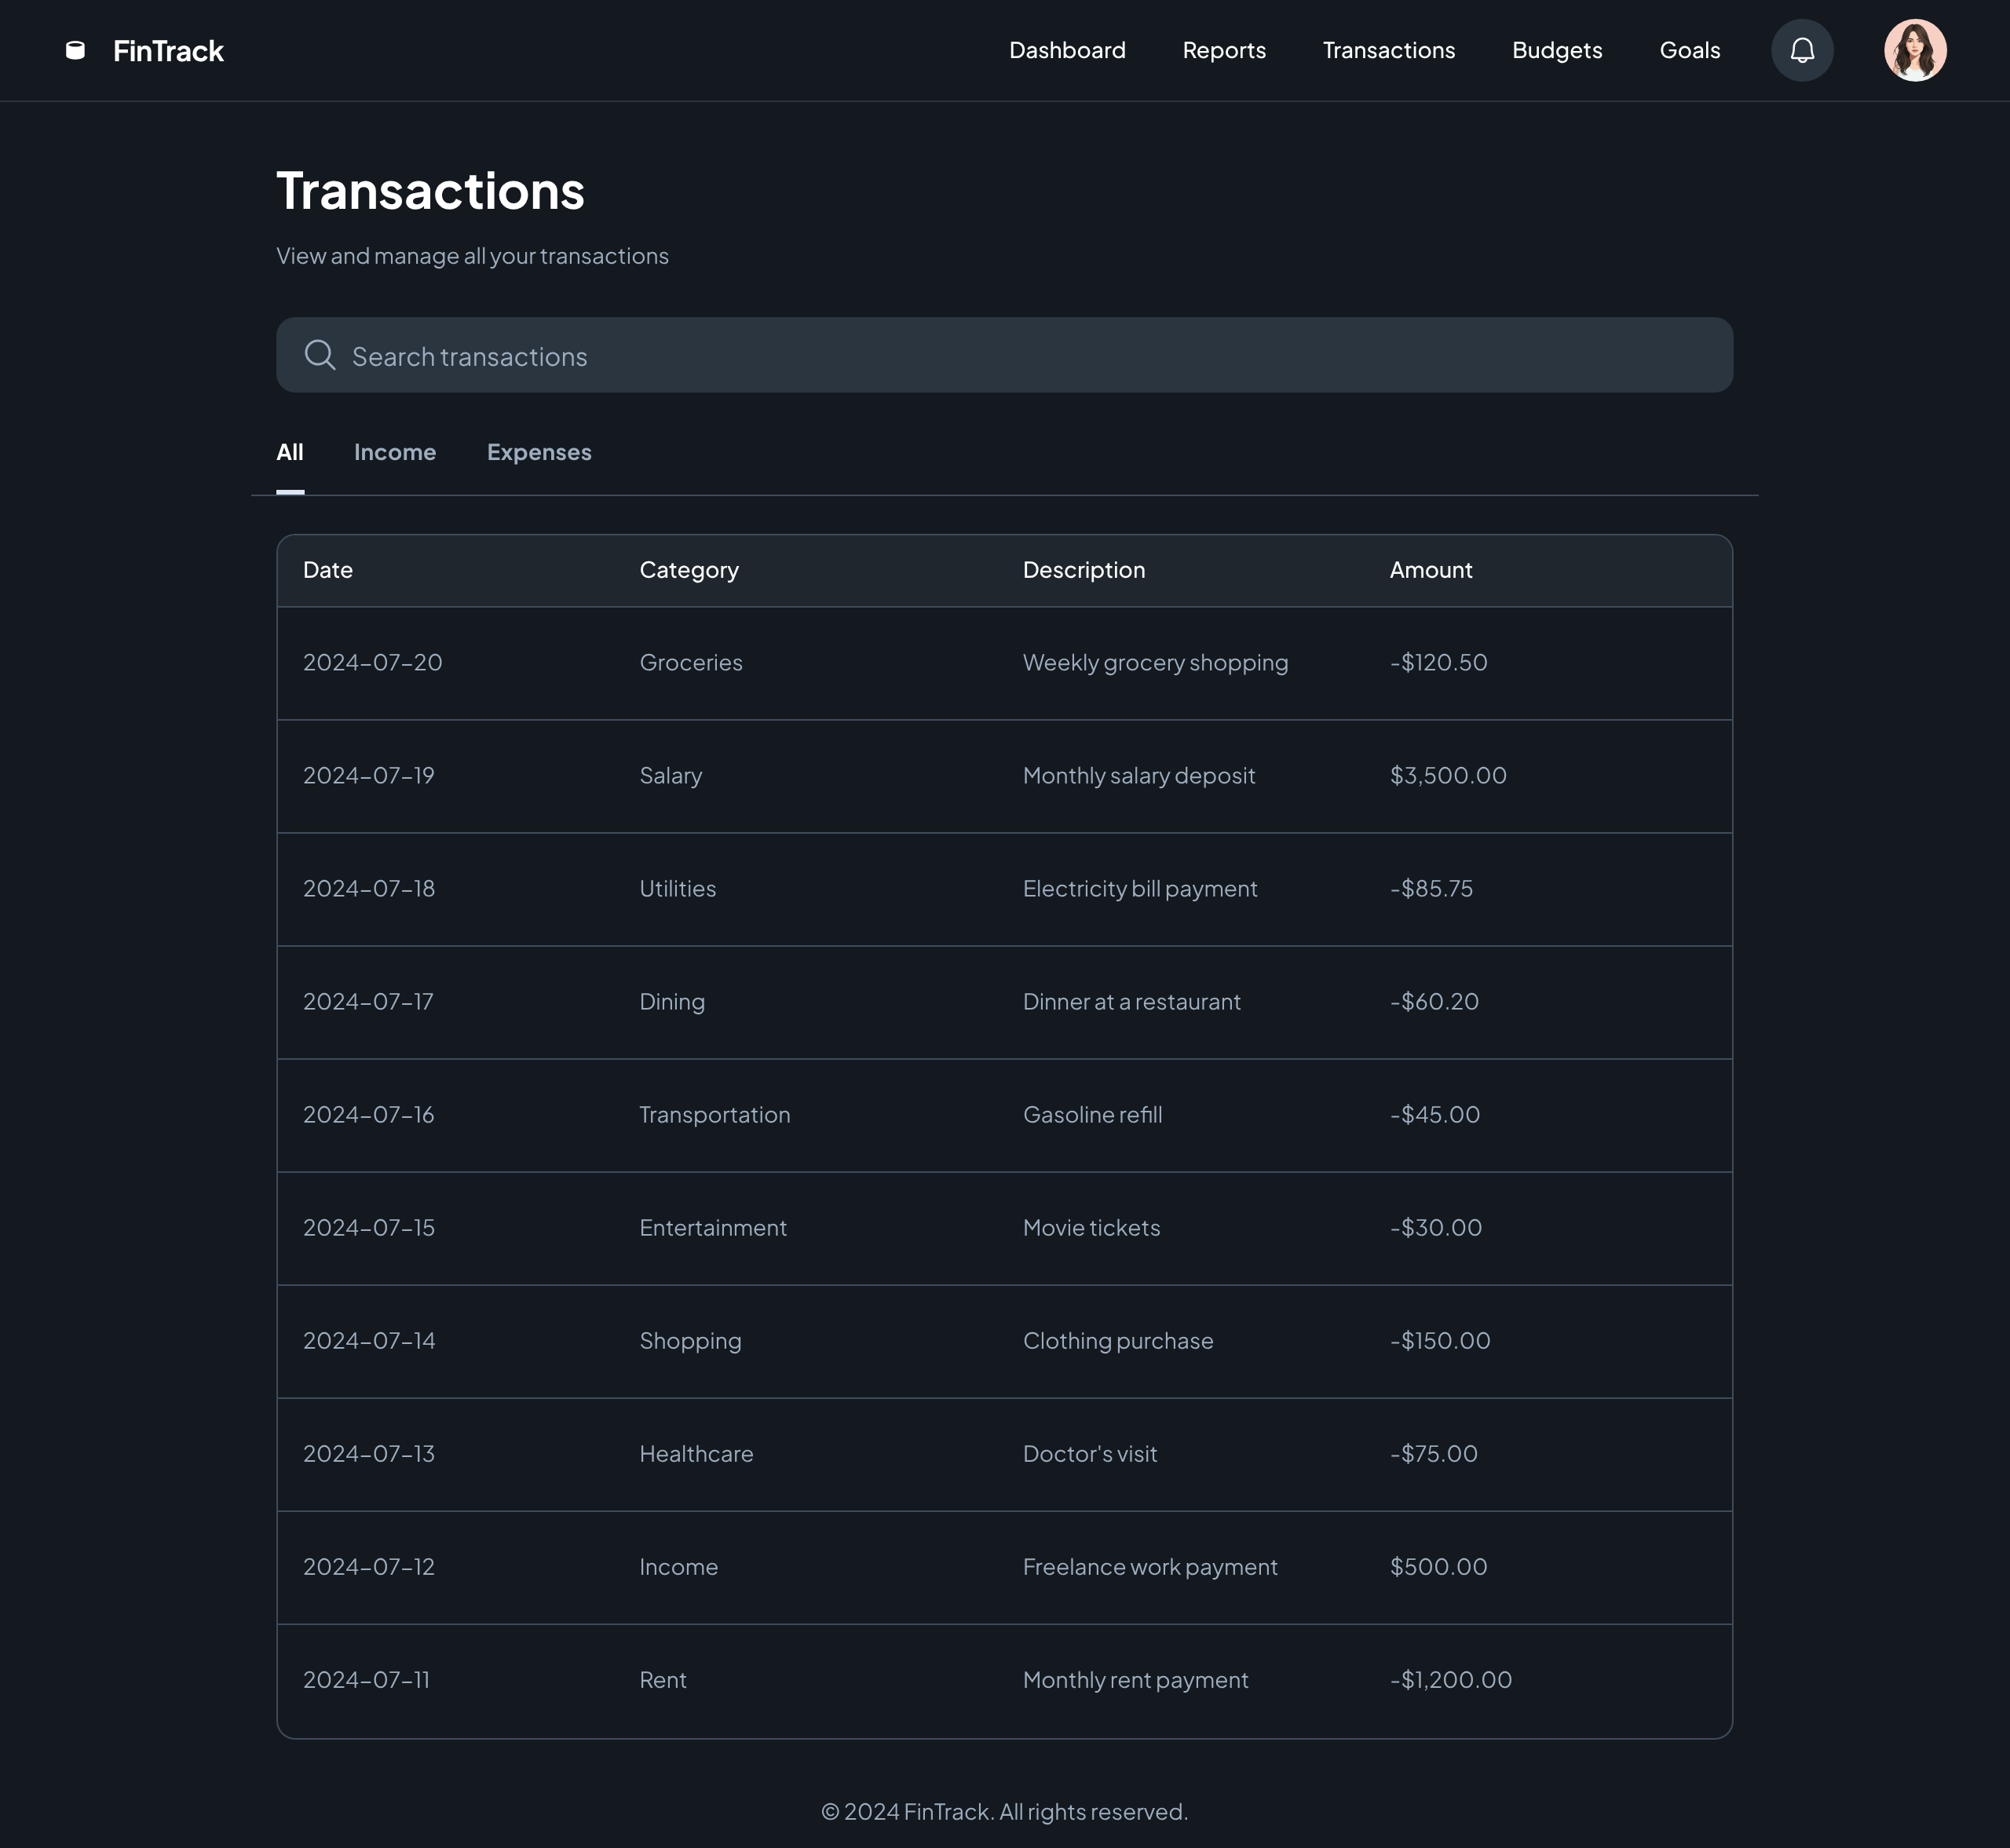 FinTrack Dashboard Reports Transactions Budgets Goals
Transactions
View and manage all your transactions
Search transactions
All Income Expenses
Date Category Description Amount
2024-07-20 Groceries Weekly grocery shopping -$120.50
2024-07-19 Salary Monthly salary deposit $3,500.00
2024-07-18 Utilities Electricity bill payment -$85.75
2024-07-17 Dining Dinner at a restaurant -$60.20
2024-07-16 Transportation Gasoline refill -$45.00
2024-07-15 Entertainment Movie tickets -$30.00
2024-07-14 Shopping Clothing purchase -$150.00
2024-07-13 Healthcare Doctor's visit -$75.00
2024-07-12 Income Freelance work payment $500.00
2024-07-11 Rent Monthly rent payment -$1,200.00
© 2024 FinTrack. All rights reserved.